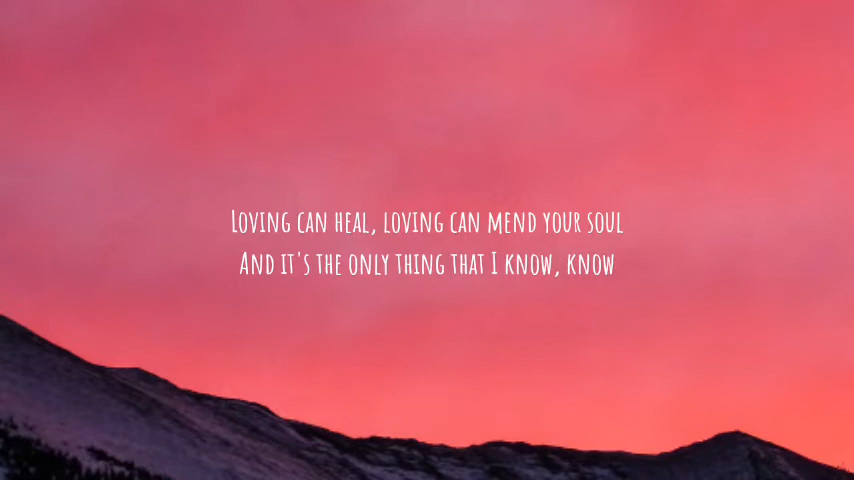 Loving can heal, loving can mend your soul
And it's the only thing that I know, know